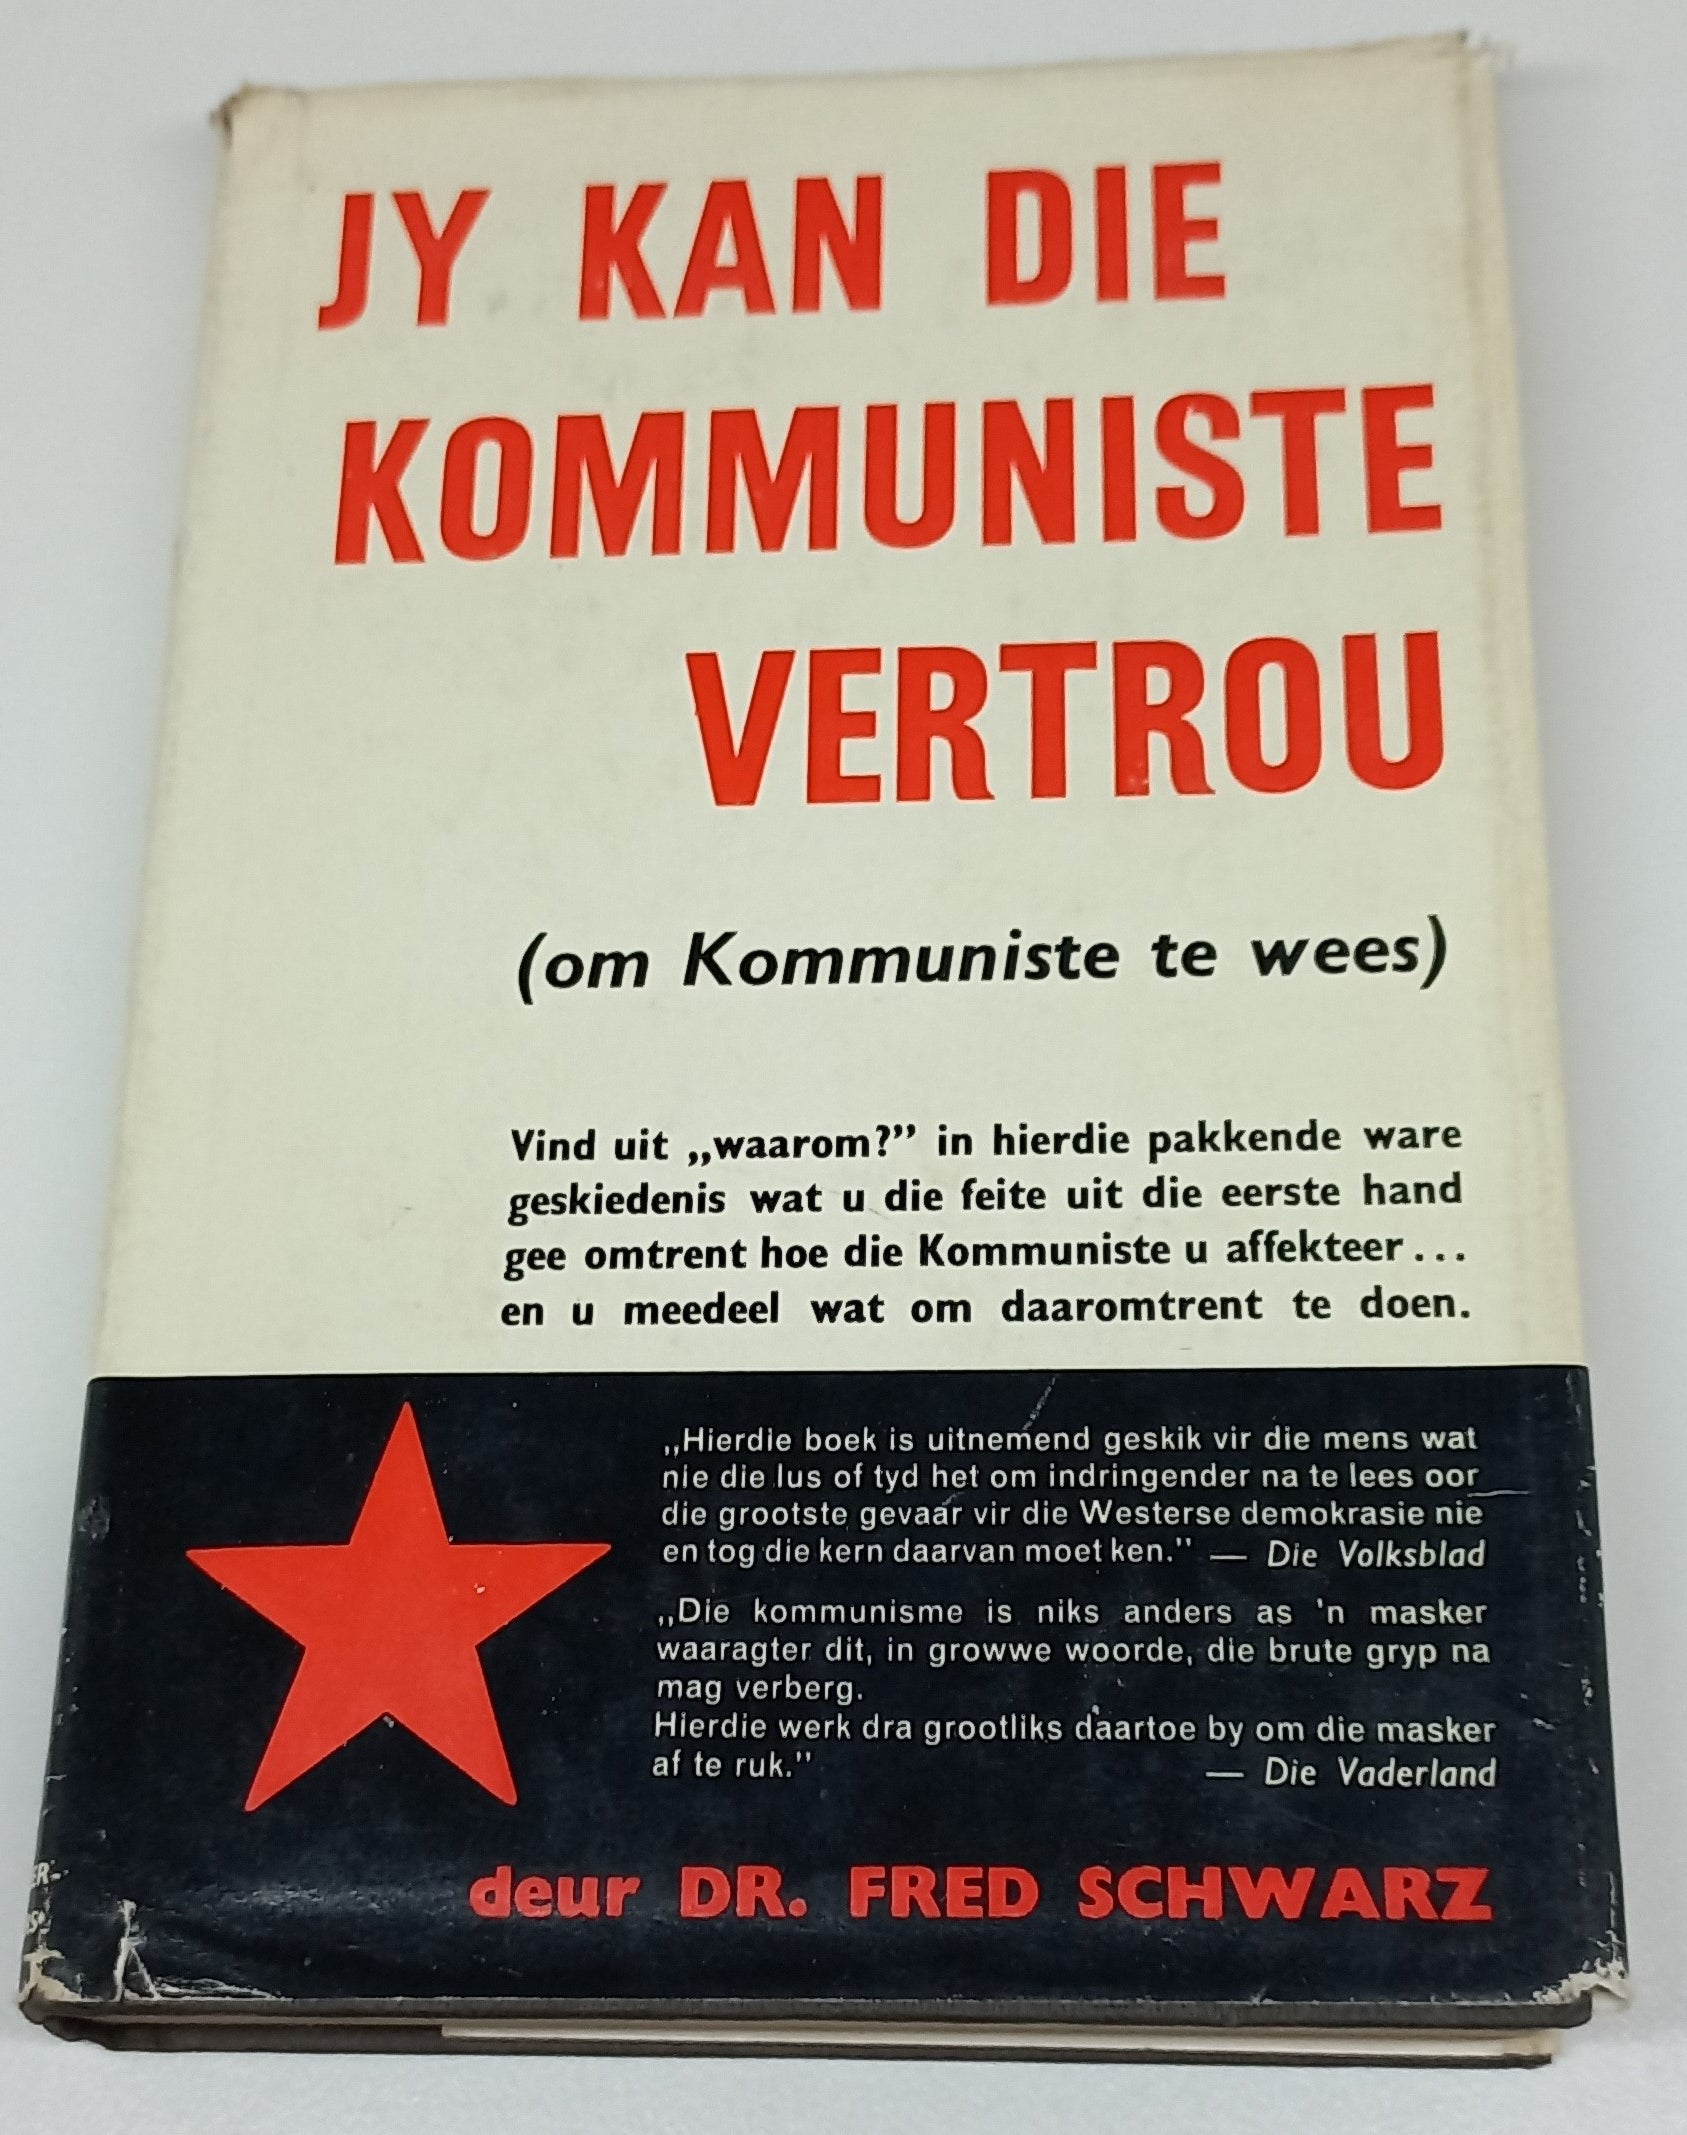 JY KAN DIE
KOMMUNISTE
VERTROU
(om Kommuniste te wees)
Vind uit „waarom?” in hierdie pakkende ware
geskiedenis wat u die feite uit die eerste hand
gee omtrent hoe die Kommuniste u affekteer...
en u meedeel wat om daaromtrent te doen.
„Hierdie boek is uitnemend geskik vir die mens wat
nie die lus of tyd het om indringender na te lees oor
die grootste gevaar vir die Westerse demokrasie nie
en tog die kern daarvan moet ken." — Die Volksblad
„Die kommunisme is niks anders as 'n masker
waaragter dit, in growwe woorde, die brute gryp na
mag verberg.
Hierdie werk dra grootliks daartoe by om die masker
af te ruk." — Die Vaderland
deur DR. FRED SCHWARZ